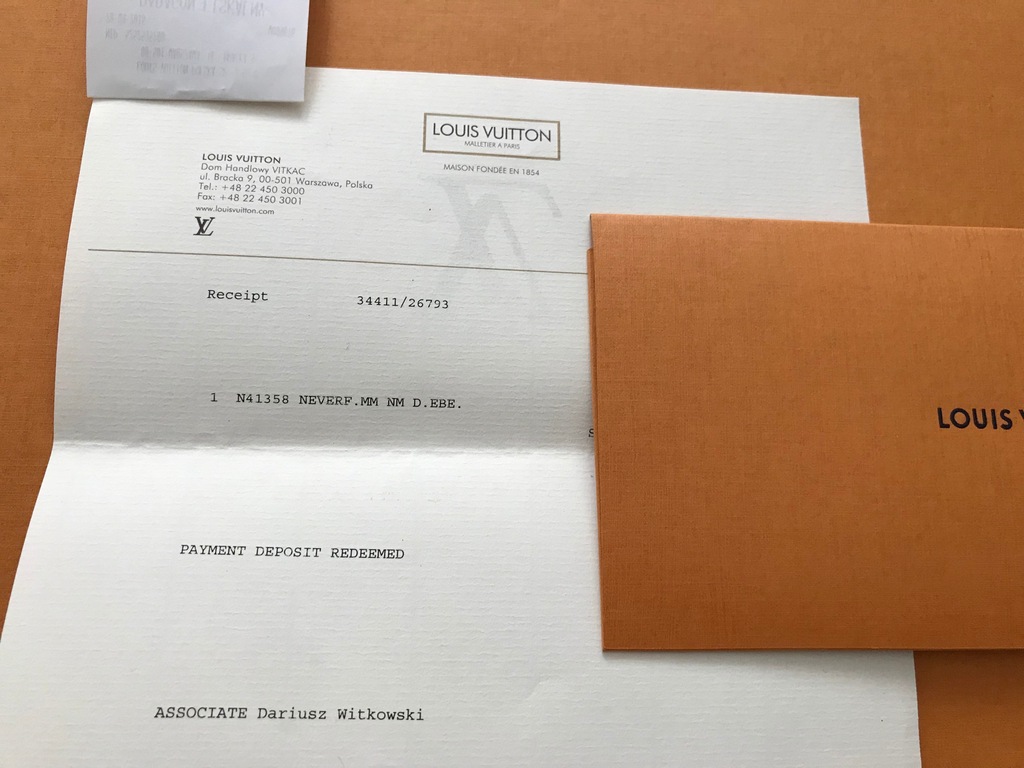 LOUIS VUITTON
MALLETIER A PARIS
MAISON FONDÉE EN 1854
LOUIS VUITTON
Dom Handlowy VITKAC
ul. Bracka 9, 00-501 Warszawa, Polska
Tel.: +48 22 450 3000
Fax: +48 22 450 3001
www.louisvuitton.com
LV
Receipt 34411/26793
1 N41358 NEVERF.MM NM D.EBE.
S
LOUIS V
PAYMENT DEPOSIT REDEEMED
ASSOCIATE Dariusz Witkowski